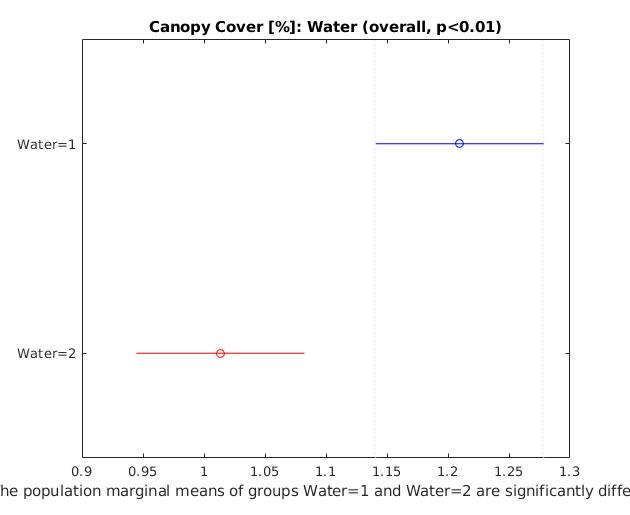 Canopy Cover [%]: Water (overall, p<0.01)
Water=1
Water=2
0.9 0.95 1 1.05 1.1 1.15 1.2 1.25 1.3
he population marginal means of groups Water=1 and Water=2 are significantly diffe